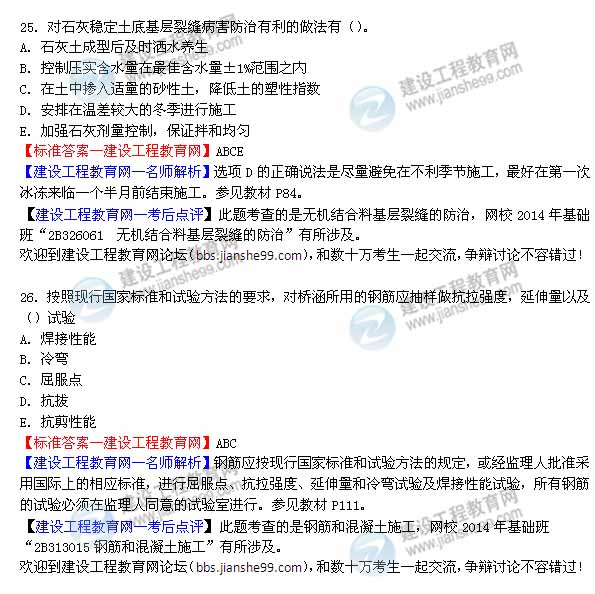 25. 对石灰稳定土底基层裂缝病害防治有利的做法有（）。
A. 石灰土成型后及时洒水养生
B. 控制压实含水量在最佳含水量±1%范围之内
C. 在土中掺入适量的砂性土，降低土的塑性指数
D. 安排在温差较大的冬季进行施工
E. 加强石灰剂量控制，保证拌和均匀
【标准答案—建设工程教育网】ABCE
【建设工程教育网—名师解析】选项 D 的正确说法是尽量避免在不利季节施工，最好在第一次
冰冻来临一个半月前结束施工。参见教材 P84。
【建设工程教育网—考后点评】此题考查的是无机结合料基层裂缝的防治，网校 2014 年基础
班“2B326061 无机结合料基层裂缝的防治”有所涉及。
欢迎到建设工程教育网论坛(bbs.jianshe99.com)，和数十万考生一起交流，争辩讨论不容错过！
26. 按照现行国家标准和试验方法的要求，对桥涵所用的钢筋应抽样做抗拉强度，延伸量以及
（）试验
A. 焊接性能
B. 冷弯
C. 屈服点
D. 抗拔
E. 抗剪性能
【标准答案—建设工程教育网】ABC
【建设工程教育网—名师解析】钢筋应按现行国家标准和试验方法的规定，或经监理人批准采
用国际上的相应标准，进行屈服点、抗拉强度、延伸量和冷弯试验及焊接性能试验，所有钢筋
的试验必须在监理人同意的试验室进行。参见教材 P111。
【建设工程教育网—考后点评】此题考查的是钢筋和混凝土施工，网校 2014 年基础班
“2B313015 钢筋和混凝土施工”有所涉及。
欢迎到建设工程教育网论坛(bbs.jianshe99.com)，和数十万考生一起交流，争辩讨论不容错过！
建设工程教育网
www.jianshe99.com